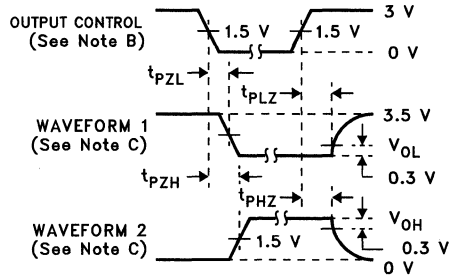 OUTPUT CONTROL
(See Note B)
1.5 V
1.5 V
3 V
0 V
tPZL
tPLZ
WAVEFORM 1
(See Note C)
3.5 V
VOL
0.3 V
tPZH
tPHZ
WAVEFORM 2
(See Note C)
1.5 V
VOH
0.3 V
0 V